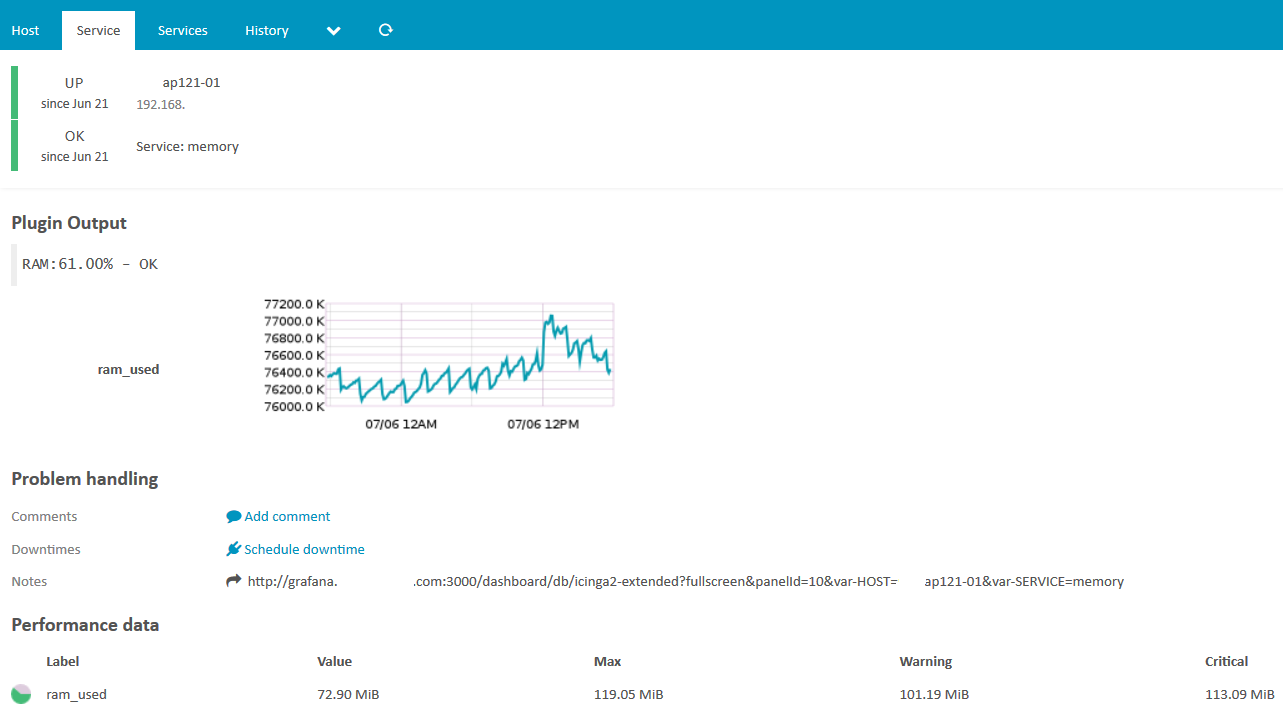 Host Service Services History
UP ap121-01
since Jun 21 192.168.
OK
Service: memory
since Jun 21
Plugin Output
RAM:61.00% - OK
77200.0 K
77000.0 K
76800.0 K
76600.0 K
ram_used
76400.0 K
76200.0 K
76000.0 K
07/06 12AM 07/06 12PM
Problem handling
Comments Add comment
Downtimes Schedule downtime
Notes http://grafana. .com:3000/dashboard/db/icinga2-extended?fullscreen&panelId=10&var-HOST= ap121-01&var-SERVICE=memory
Performance data
Label Value Max Warning Critical
ram_used 72.90 MiB 119.05 MiB 101.19 MiB 113.09 MiB